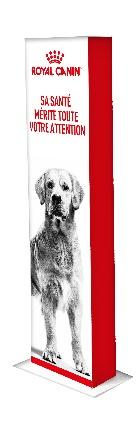 ROYAL CANIN
SA SANTÉ
MÉRITE TOUTE
VOTRE ATTENTION